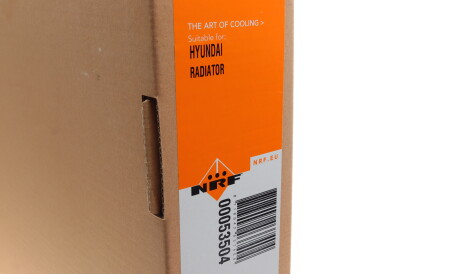 THE ART OF COOLING >
Suitable for:
HYUNDAI
RADIATOR
NRF.EU
NRF
00053504